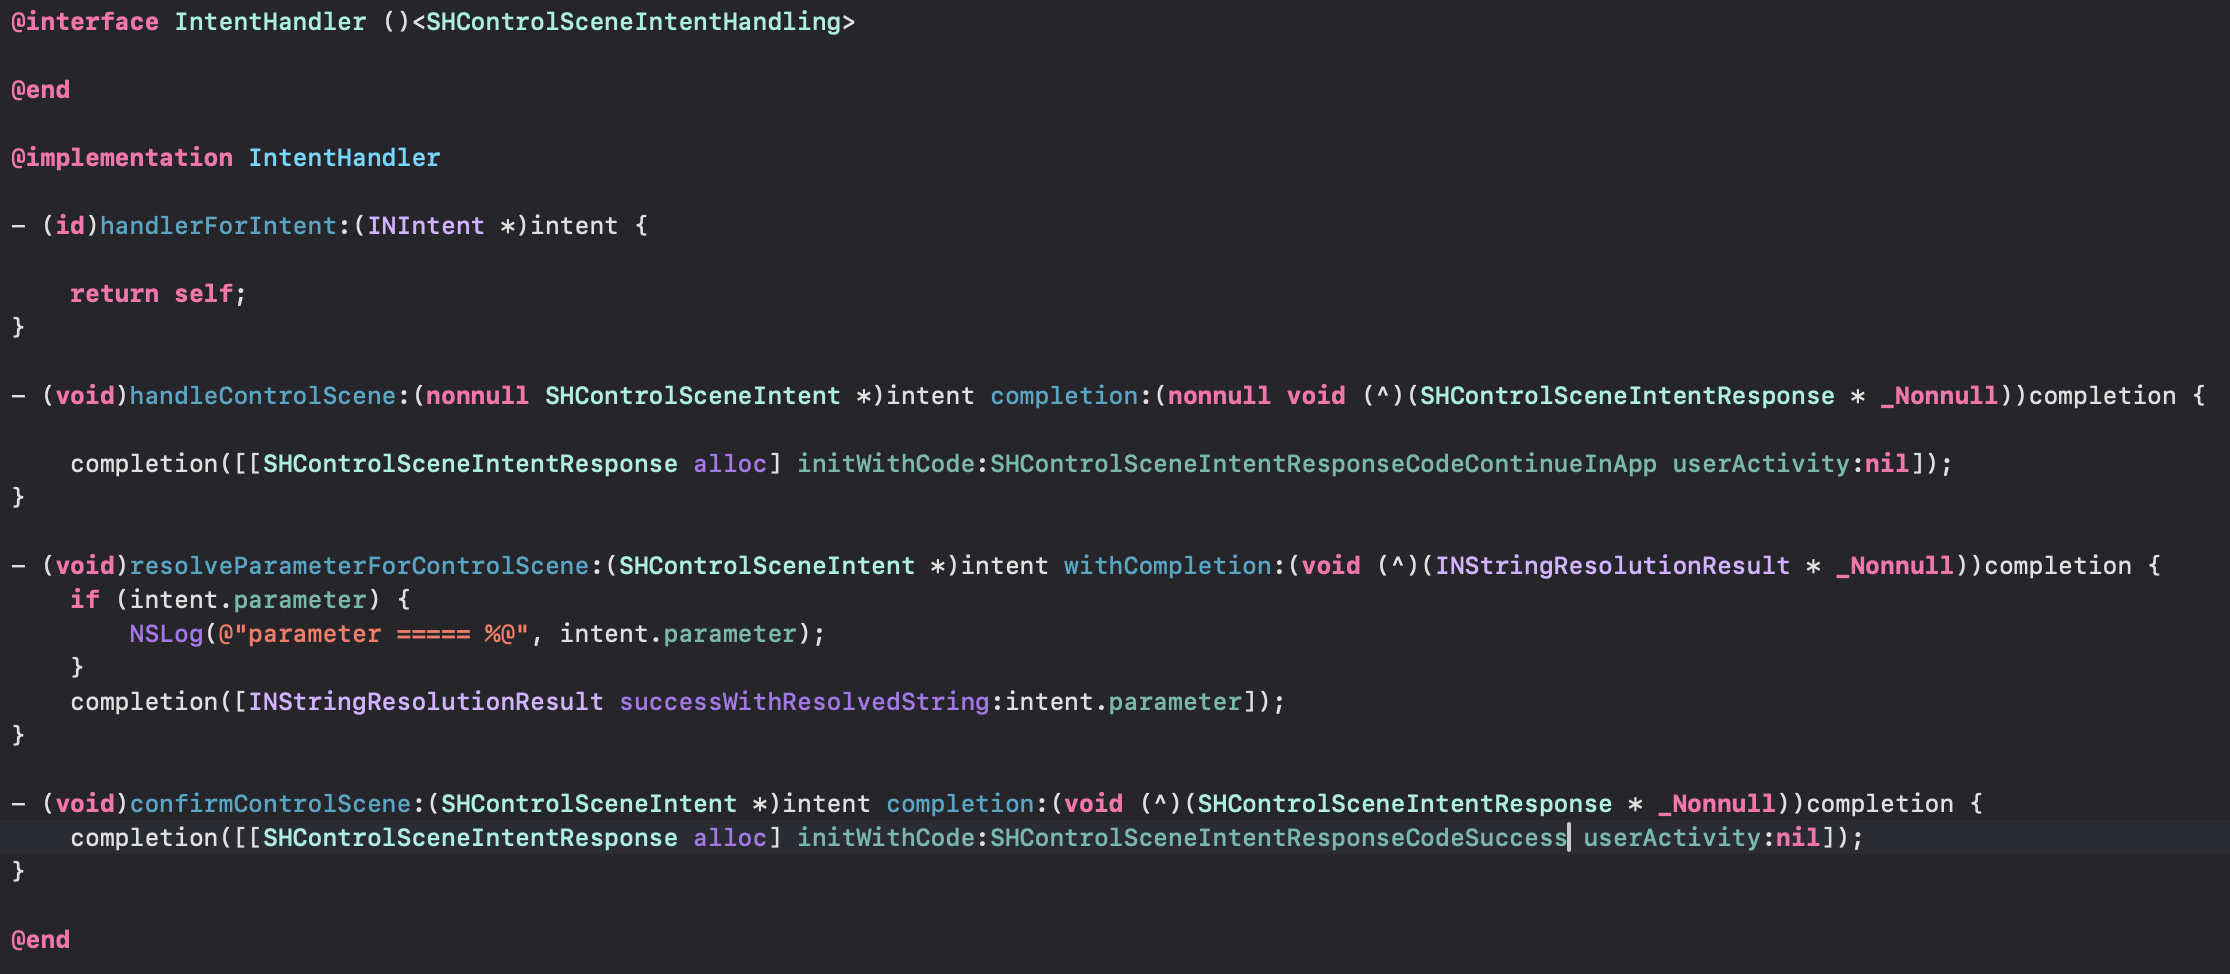 @interface IntentHandler ()<SHControlSceneIntentHandling>
@end
@implementation IntentHandler
- (id)handlerForIntent:(INIntent *)intent {
return self;
}
- (void)handleControlScene:(nonnull SHControlSceneIntent *)intent completion:(nonnull void (^)(SHControlSceneIntentResponse * _Nonnull))completion {
completion([[SHControlSceneIntentResponse alloc] initWithCode:SHControlSceneIntentResponseCodeContinueInApp userActivity:nil]);
}
- (void)resolveParameterForControlScene:(SHControlSceneIntent *)intent withCompletion:(void (^)(INStringResolutionResult * _Nonnull))completion {
if (intent.parameter) {
NSLog(@"parameter ===== %@", intent.parameter);
}
completion([INStringResolutionResult successWithResolvedString:intent.parameter]);
}
- (void)confirmControlScene:(SHControlSceneIntent *)intent completion:(void (^)(SHControlSceneIntentResponse * _Nonnull))completion {
completion([[SHControlSceneIntentResponse alloc] initWithCode:SHControlSceneIntentResponseCodeSuccess userActivity:nil]);
}
@end